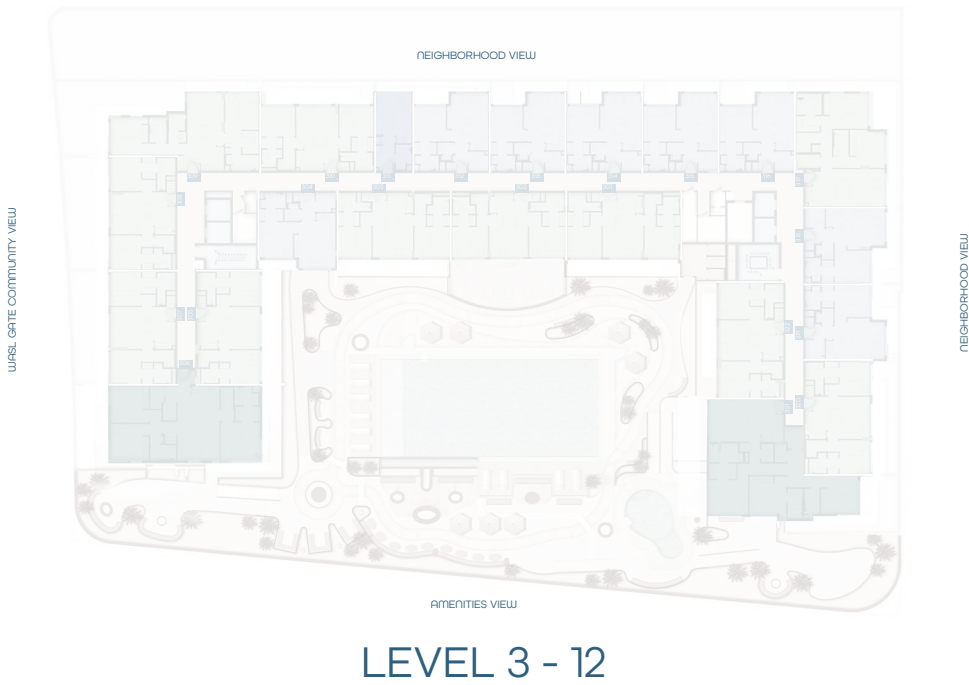 NEIGHBORHOOD VIEW
WASL GATE COMMUNITY VIEW
NEIGHBORHOOD VIEW
AMENITIES VIEW
LEVEL 3 - 12